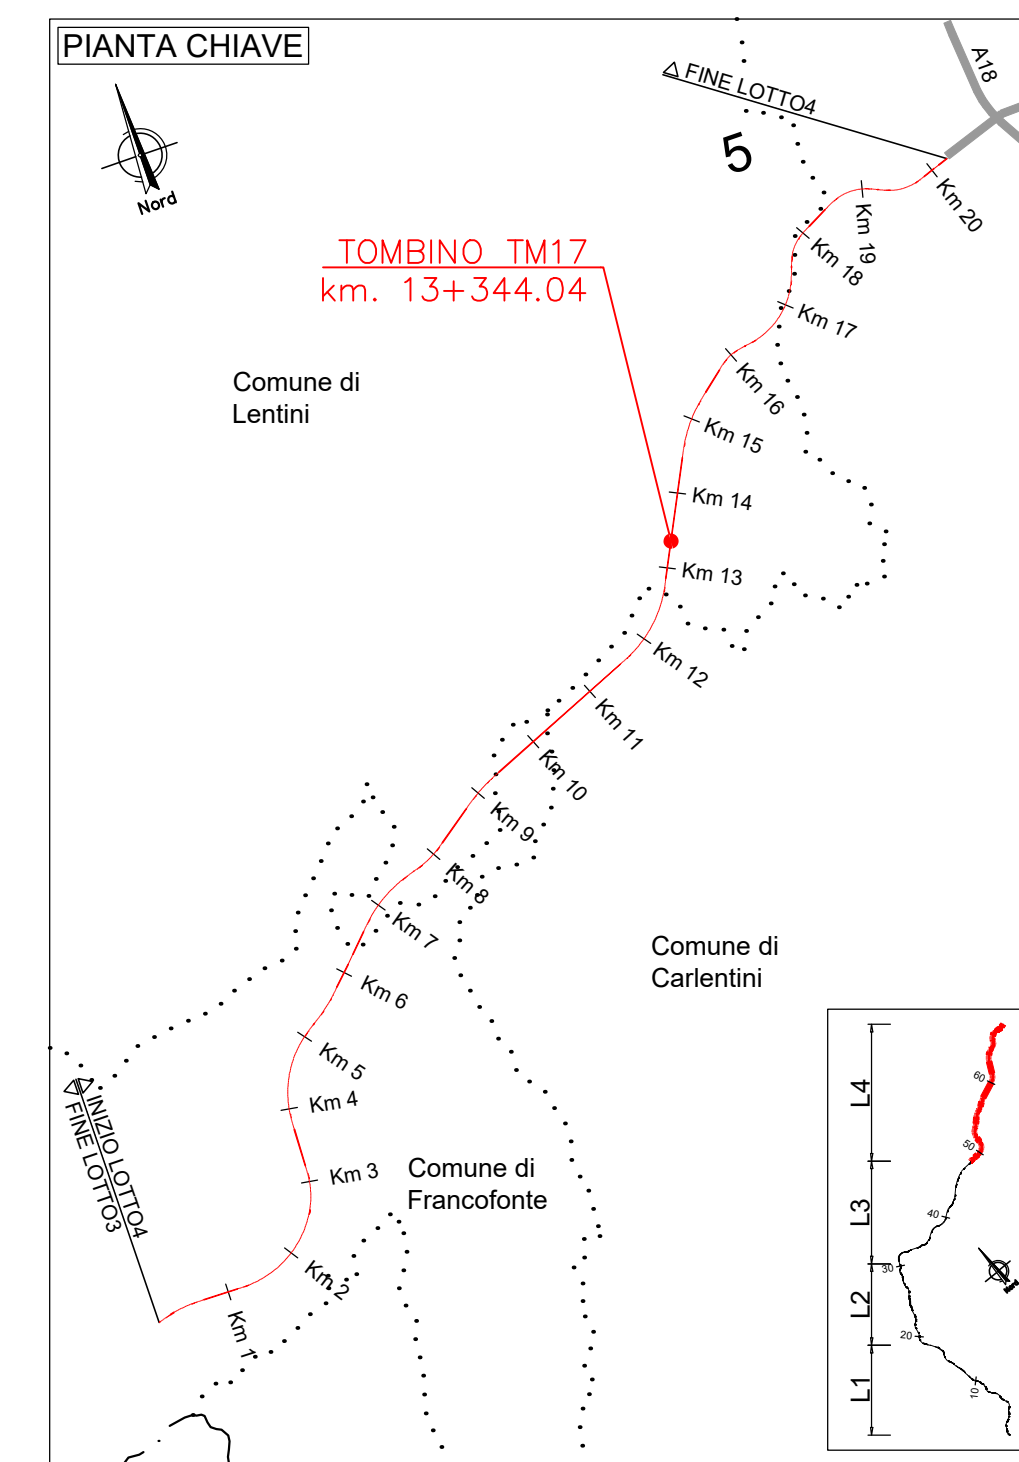 PIANTA CHIAVE
Nord
A18
FINE LOTTO4
5
Km 20
Km 19
Km 18
Km 17
TOMBINO TM17
km. 13+344.04
Comune di
Lentini
Km 16
Km 15
Km 14
Km 13
Km 12
Km 11
Km 10
Km 9
Km 8
Km 7
Km 6
Km 5
Km 4
Km 3
Km 2
Km 1
Comune di
Carlentini
Comune di
Francofonte
INIZIO LOTTO4
FINE LOTTO3
L4
L3
L2
L1
60
50
40
30
20
10